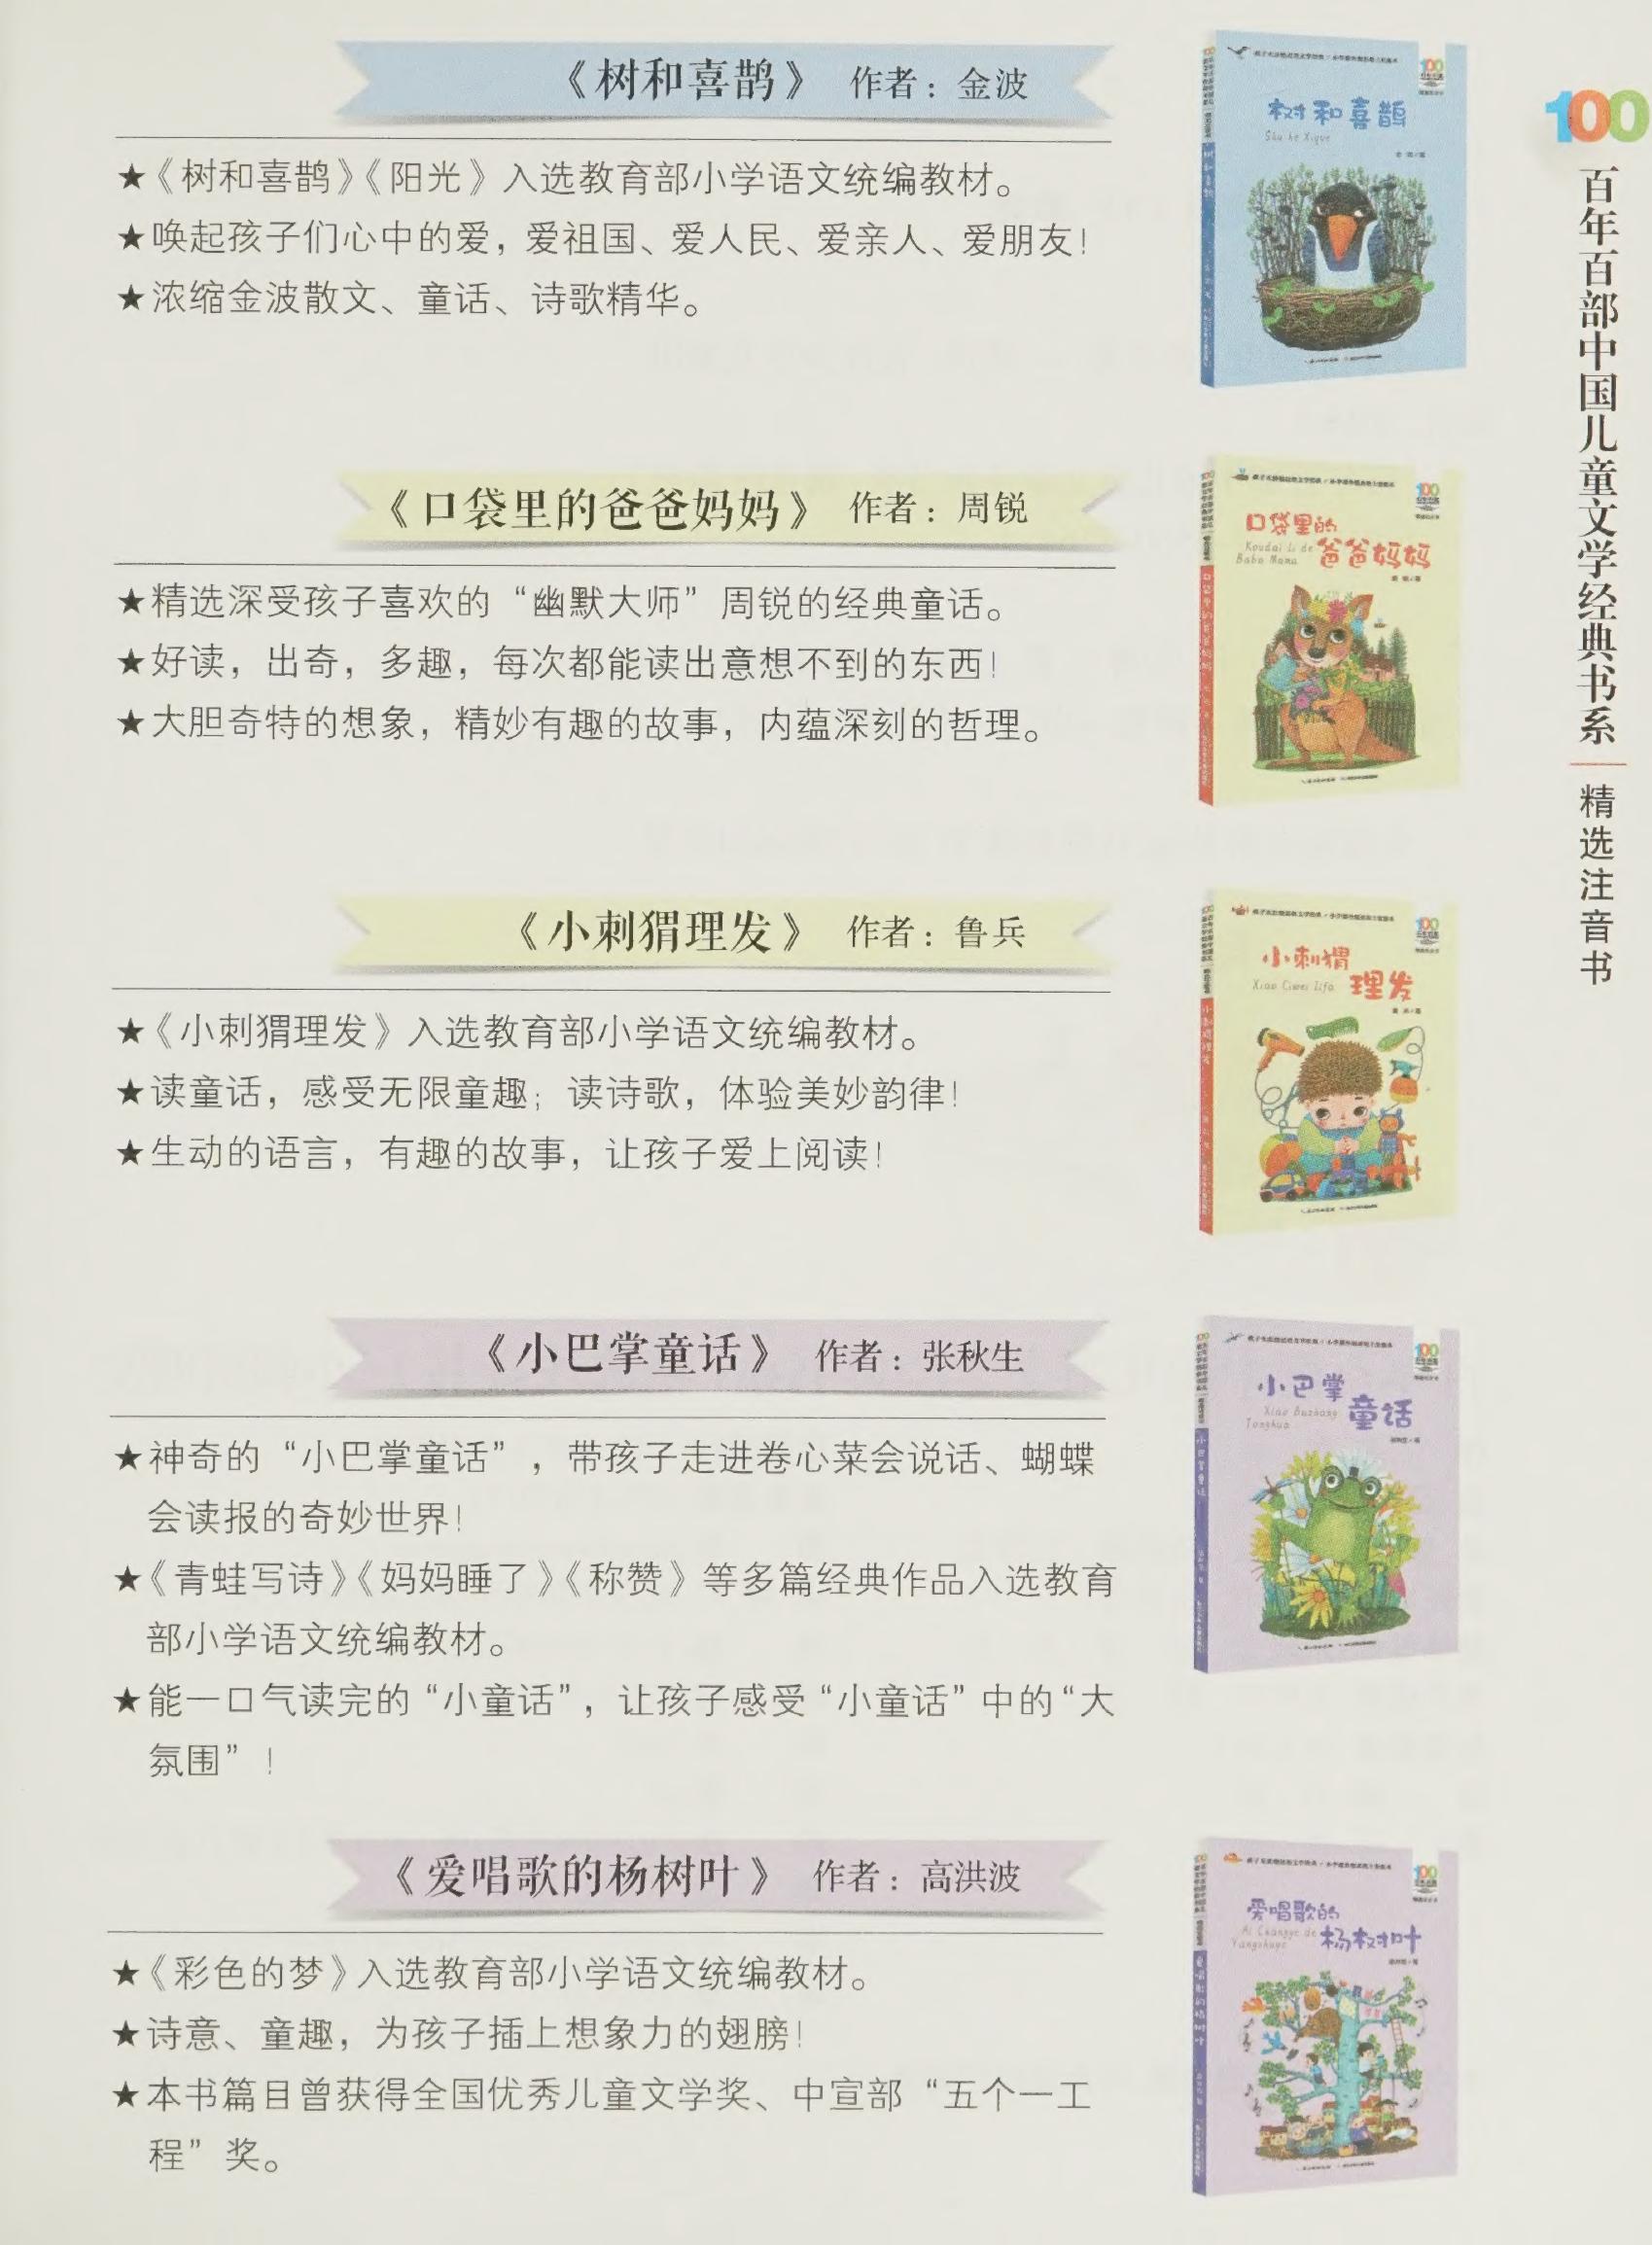 《树和喜鹊》 作者：金波
★《树和喜鹊》《阳光》入选教育部小学语文统编教材。
★唤起孩子们心中的爱，爱祖国、爱人民、爱亲人、爱朋友！
★浓缩金波散文、童话、诗歌精华。
树和喜鹊
Shu he Xique
《口袋里的爸爸妈妈》 作者：周锐
★精选深受孩子喜欢的“幽默大师”周锐的经典童话。
★好读，出奇，多趣，每次都能读出意想不到的东西！
★大胆奇特的想象，精妙有趣的故事，内蕴深刻的哲理。
口袋里的
Koudai li de
爸爸妈妈
Baba Mama
《小刺猬理发》 作者：鲁兵
★《小刺猬理发》入选教育部小学语文统编教材。
★读童话，感受无限童趣；读诗歌，体验美妙韵律！
★生动的语言，有趣的故事，让孩子爱上阅读！
小刺猬
Xiao Ciwei lifa
理发
《小巴掌童话》 作者：张秋生
★神奇的“小巴掌童话”，带孩子走进卷心菜会说话、蝴蝶
会读报的奇妙世界！
★《青蛙写诗》《妈妈睡了》《称赞》等多篇经典作品入选教育
部小学语文统编教材。
★能一口气读完的“小童话”，让孩子感受“小童话”中的“大
氛围”！
小巴掌
Xiao Bazhang
童话
Tonghua
《爱唱歌的杨树叶》 作者：高洪波
★《彩色的梦》入选教育部小学语文统编教材。
★诗意、童趣，为孩子插上想象力的翅膀！
★本书篇目曾获得全国优秀儿童文学奖、中宣部“五个一工
程”奖。
爱唱歌的
杨树叶
100
百年百部中国儿童文学经典书系
精选注音书